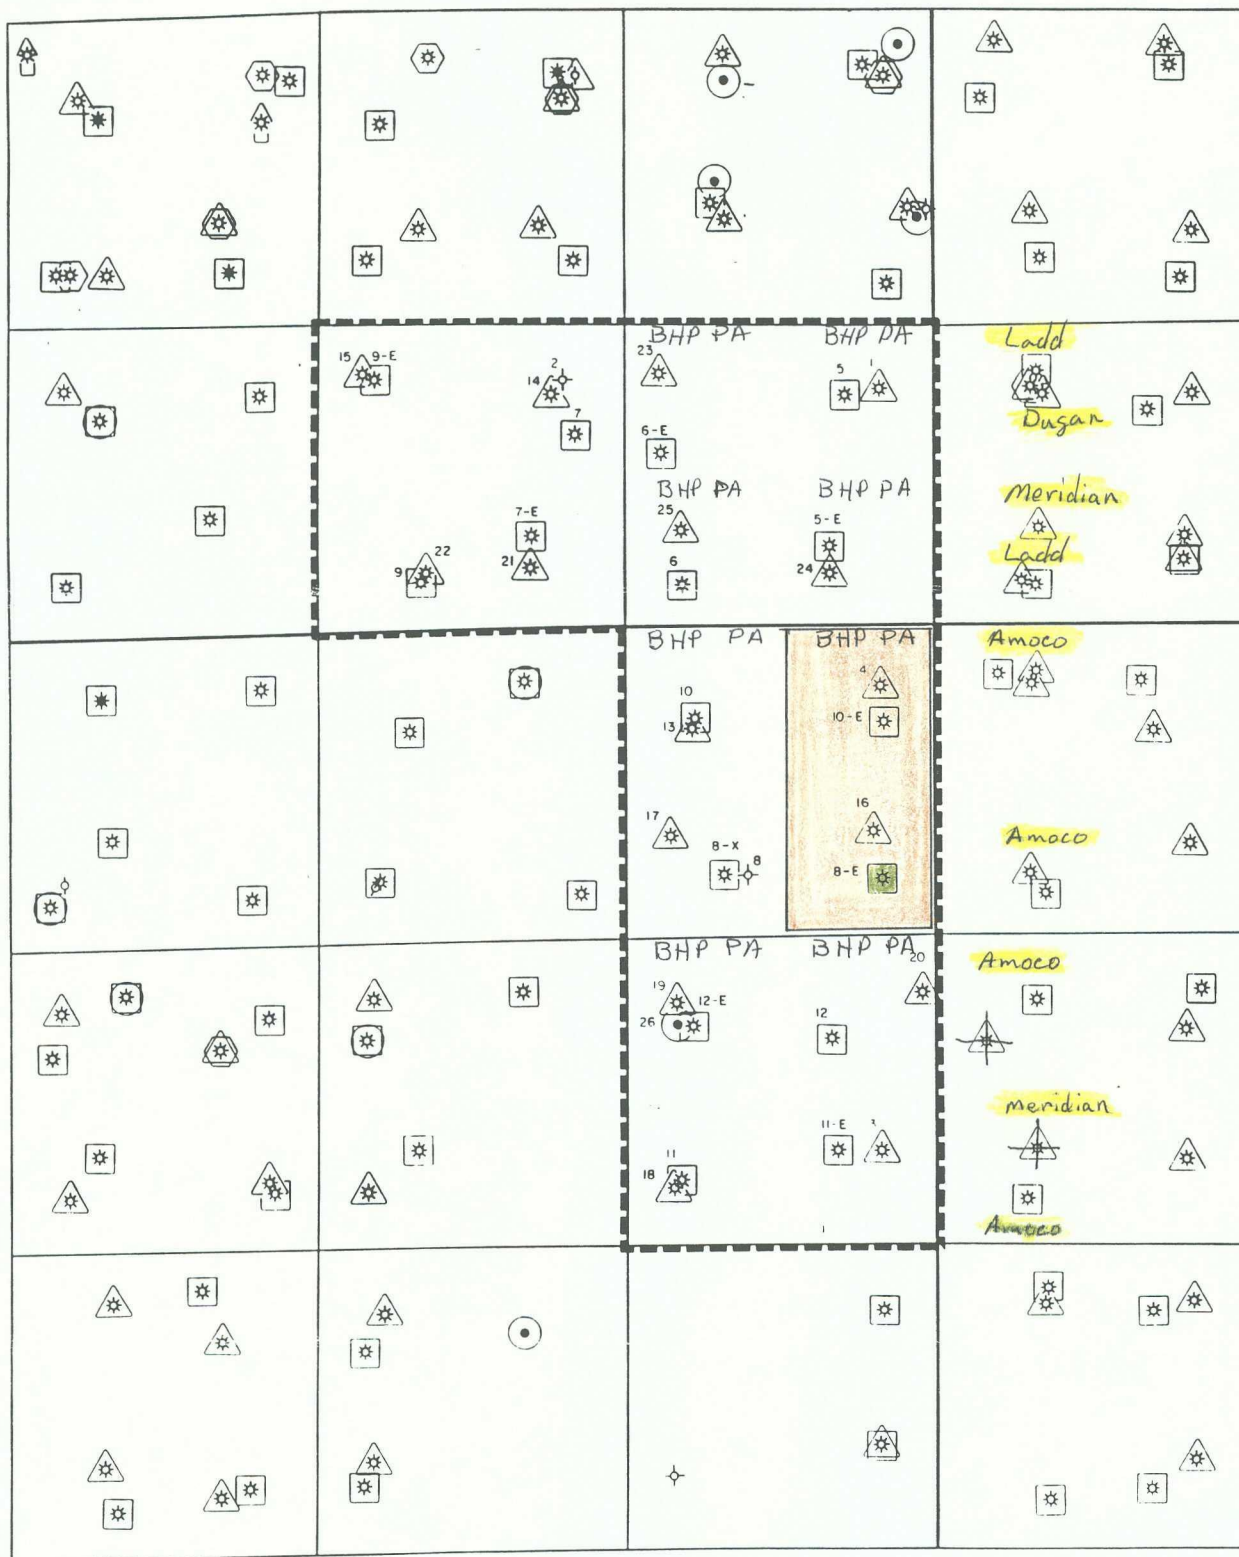 BHP PA BHP PA Ladd
15 9-E 2 23 5 1
14
7 Dugan
6-E
BHP PA BHP PA Meridian
25
7-E 5-E
22 Ladd
9 21 6 24
BHP PA BHP PA Amoco
4
10
10-E
13
17 16 Amoco
8-X 8 8-E
BHP PA BHP PA Amoco
20
19 12-E
26 12
meridian
11-E 3
11
18
Amoco